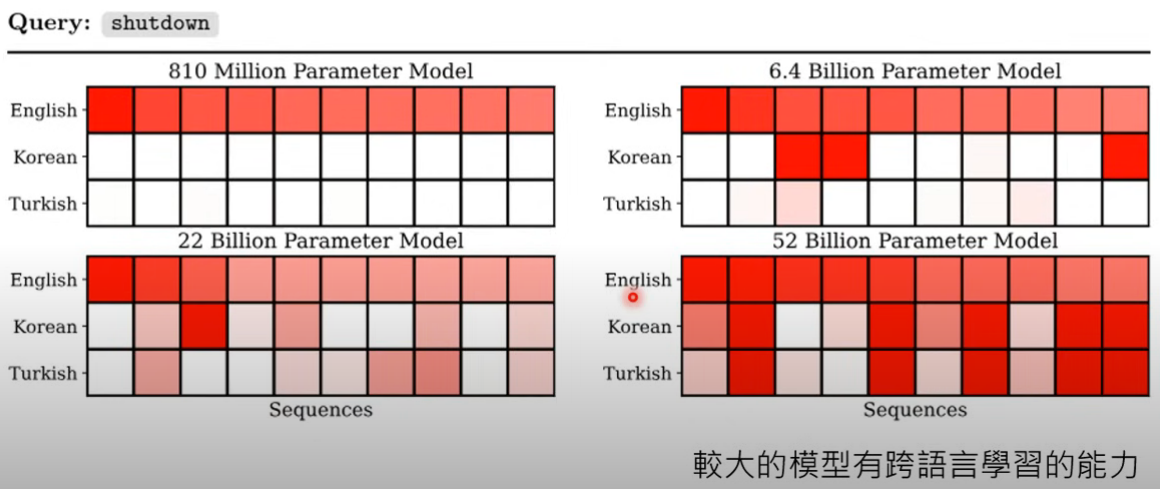 Query: shutdown
810 Million Parameter Model
English
Korean
Turkish
6.4 Billion Parameter Model
English
Korean
Turkish
22 Billion Parameter Model
English
Korean
Turkish
Sequences
52 Billion Parameter Model
English
Korean
Turkish
Sequences
較大的模型有跨語言學習的能力